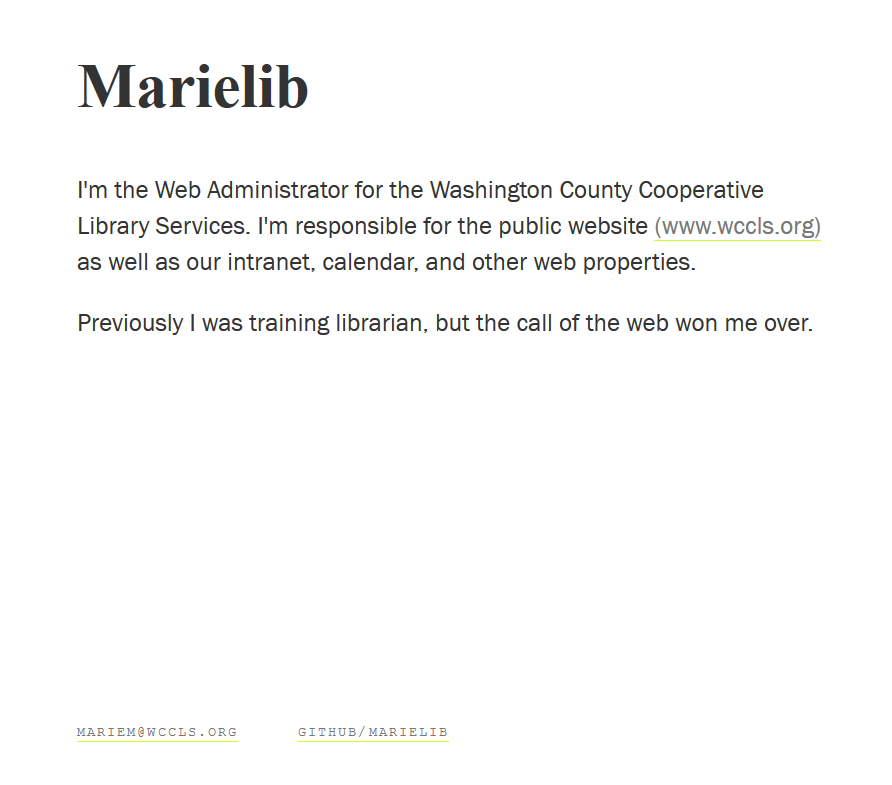 Marielib
I'm the Web Administrator for the Washington County Cooperative
Library Services. I'm responsible for the public website (www.wccls.org)
as well as our intranet, calendar, and other web properties.
Previously I was training librarian, but the call of the web won me over.
MARIEM@WCCLS.ORG GITHUB/MARIELIB